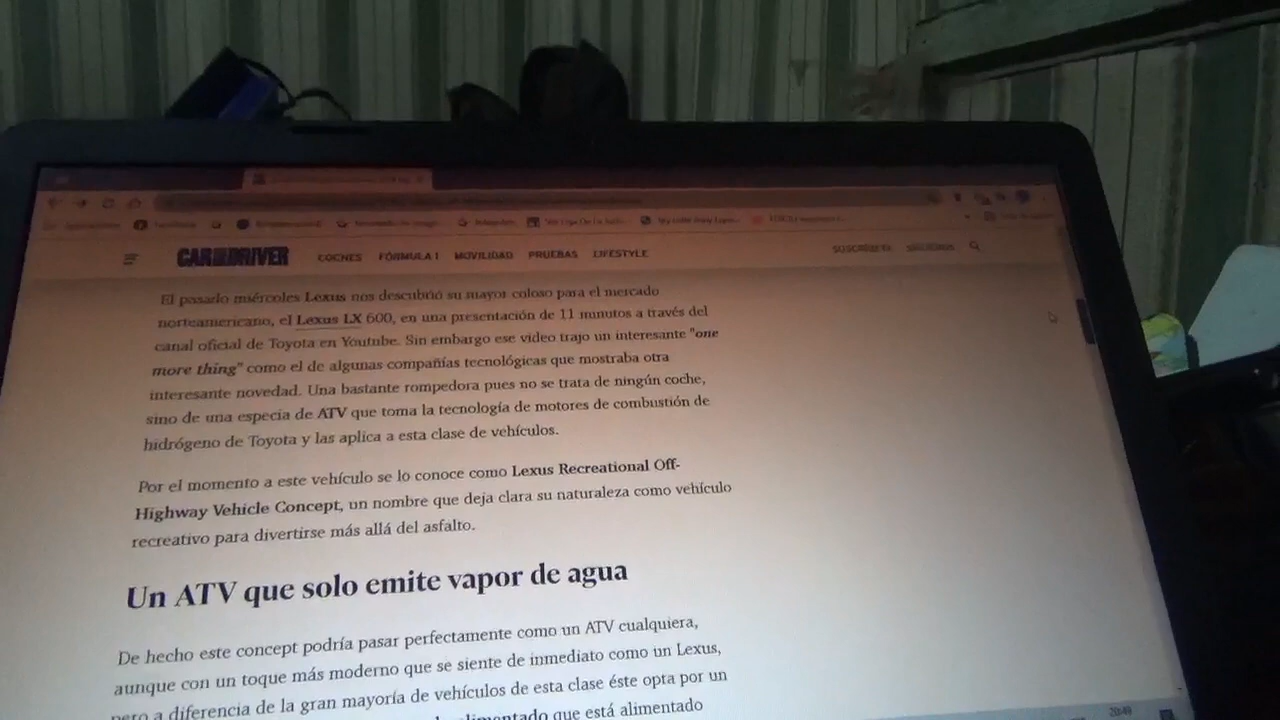 CAR AND DRIVER COCHES FÓRMULA 1 MOVILIDAD PRUEBAS LIFESTYLE
El pasado miércoles Lexus nos descubrió su mayor coloso para el mercado
norteamericano, el Lexus LX 600, en una presentación de 11 minutos a través del
canal oficial de Toyota en Youtube. Sin embargo ese video trajo un interesante "one
more thing" como el de algunas compañías tecnológicas que mostraba otra
interesante novedad. Una bastante rompedora pues no se trata de ningún coche,
sino de una especia de ATV que toma la tecnología de motores de combustión de
hidrógeno de Toyota y las aplica a esta clase de vehículos.
Por el momento a este vehículo se lo conoce como Lexus Recreational Off-
Highway Vehicle Concept, un nombre que deja clara su naturaleza como vehículo
recreativo para divertirse más allá del asfalto.
Un ATV que solo emite vapor de agua
De hecho este concept podría pasar perfectamente como un ATV cualquiera,
aunque con un toque más moderno que se siente de inmediato como un Lexus,
pero a diferencia de la gran mayoría de vehículos de esta clase éste opta por un
que está alimentado
20:49